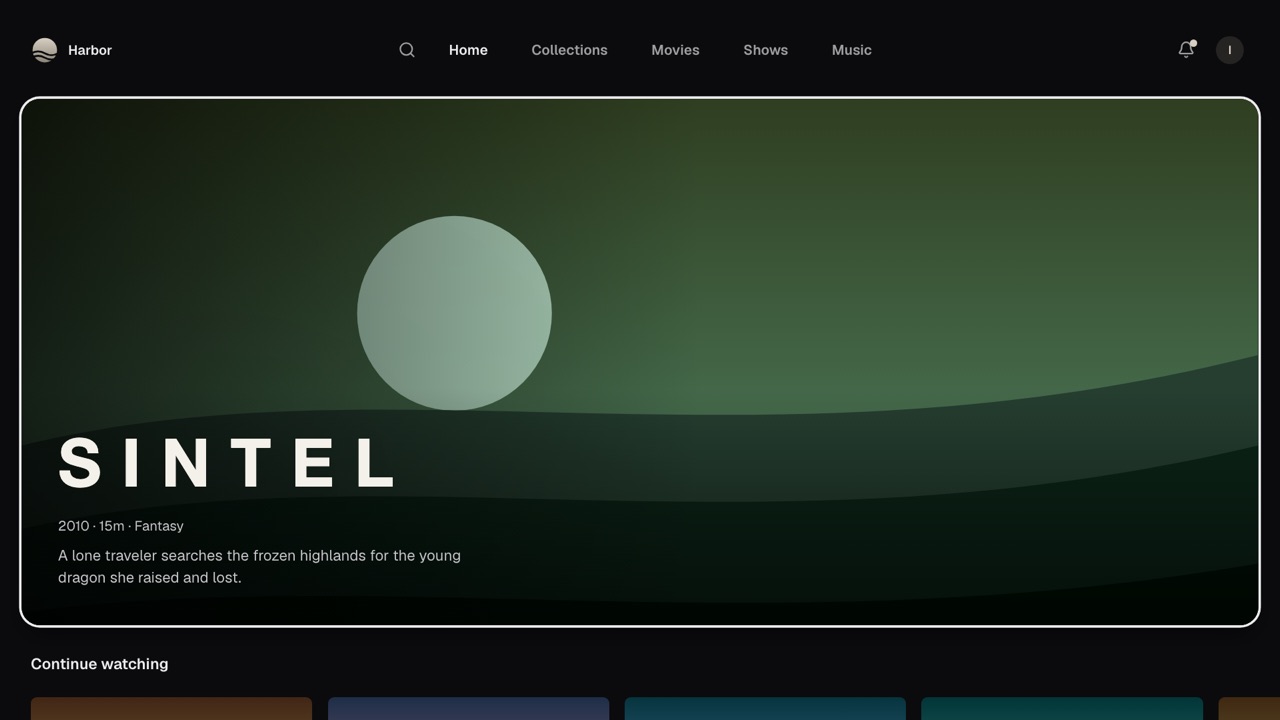 Harbor
Home
Collections
Movies
Shows
Music
I
SINTEL
2010 · 15m · Fantasy
A lone traveler searches the frozen highlands for the young
dragon she raised and lost.
Continue watching